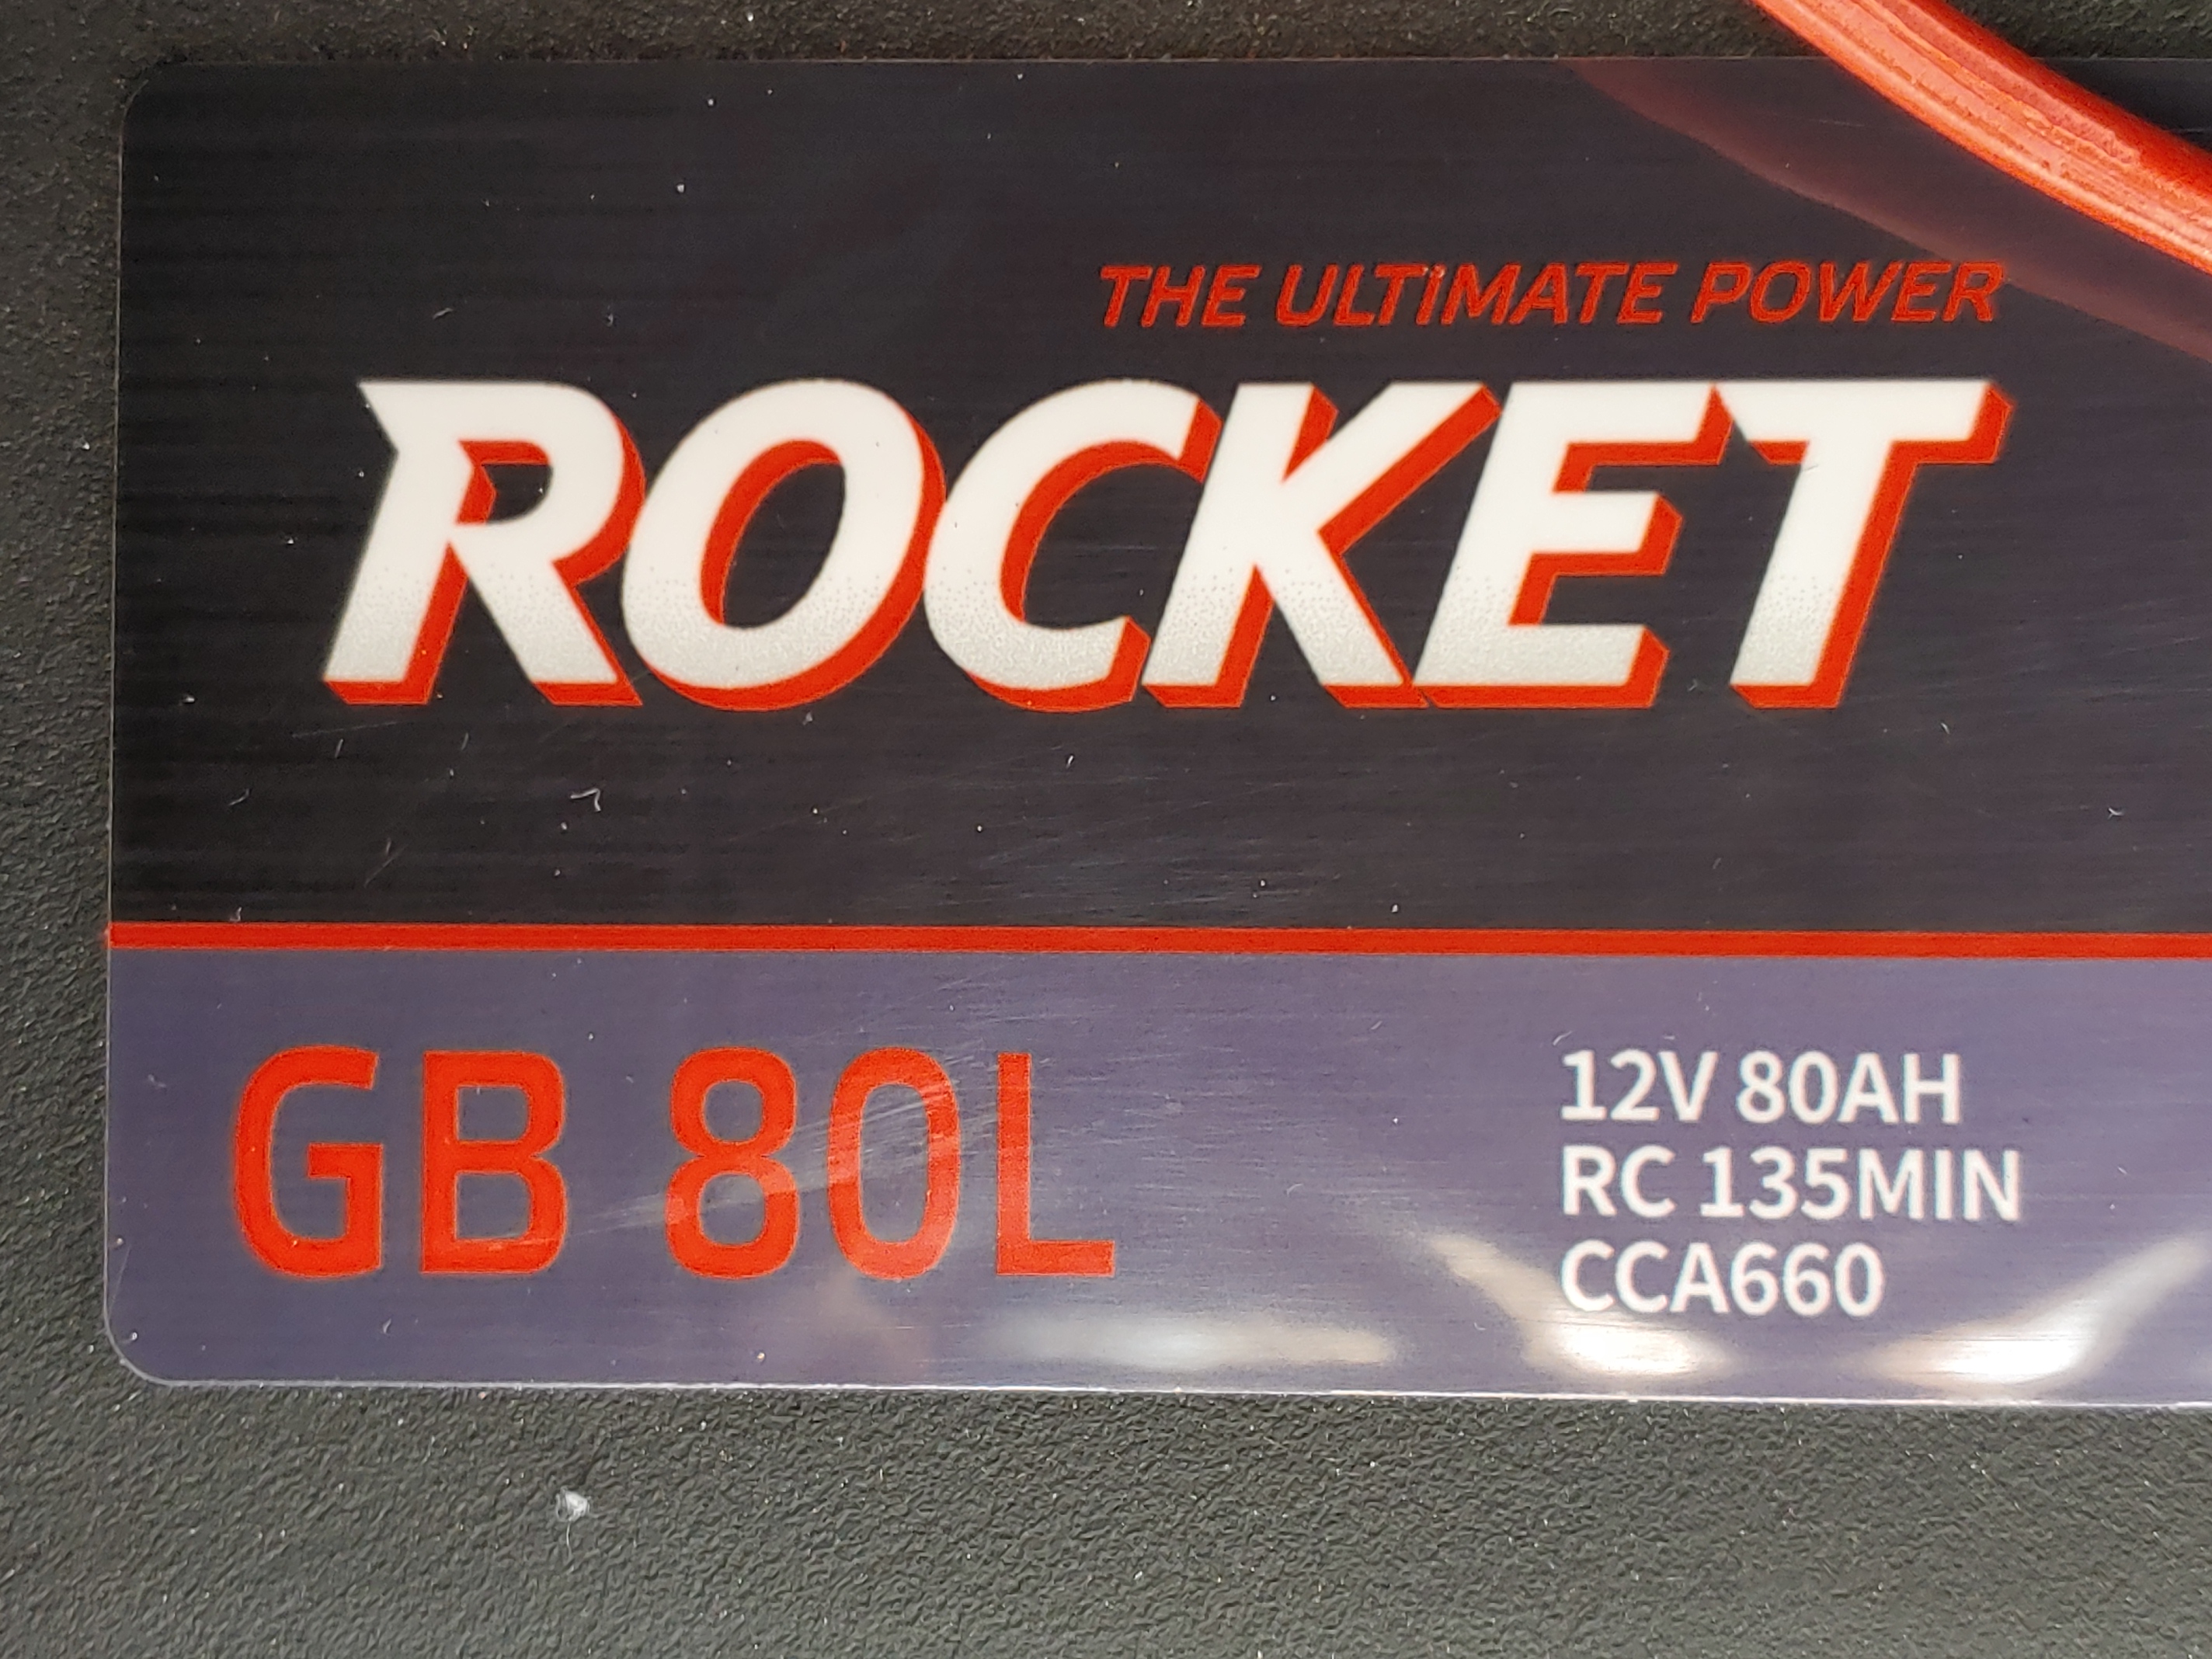 THE ULTIMATE POWER
ROCKET
GB 80L
12V 80AH
RC 135MIN
CCA660